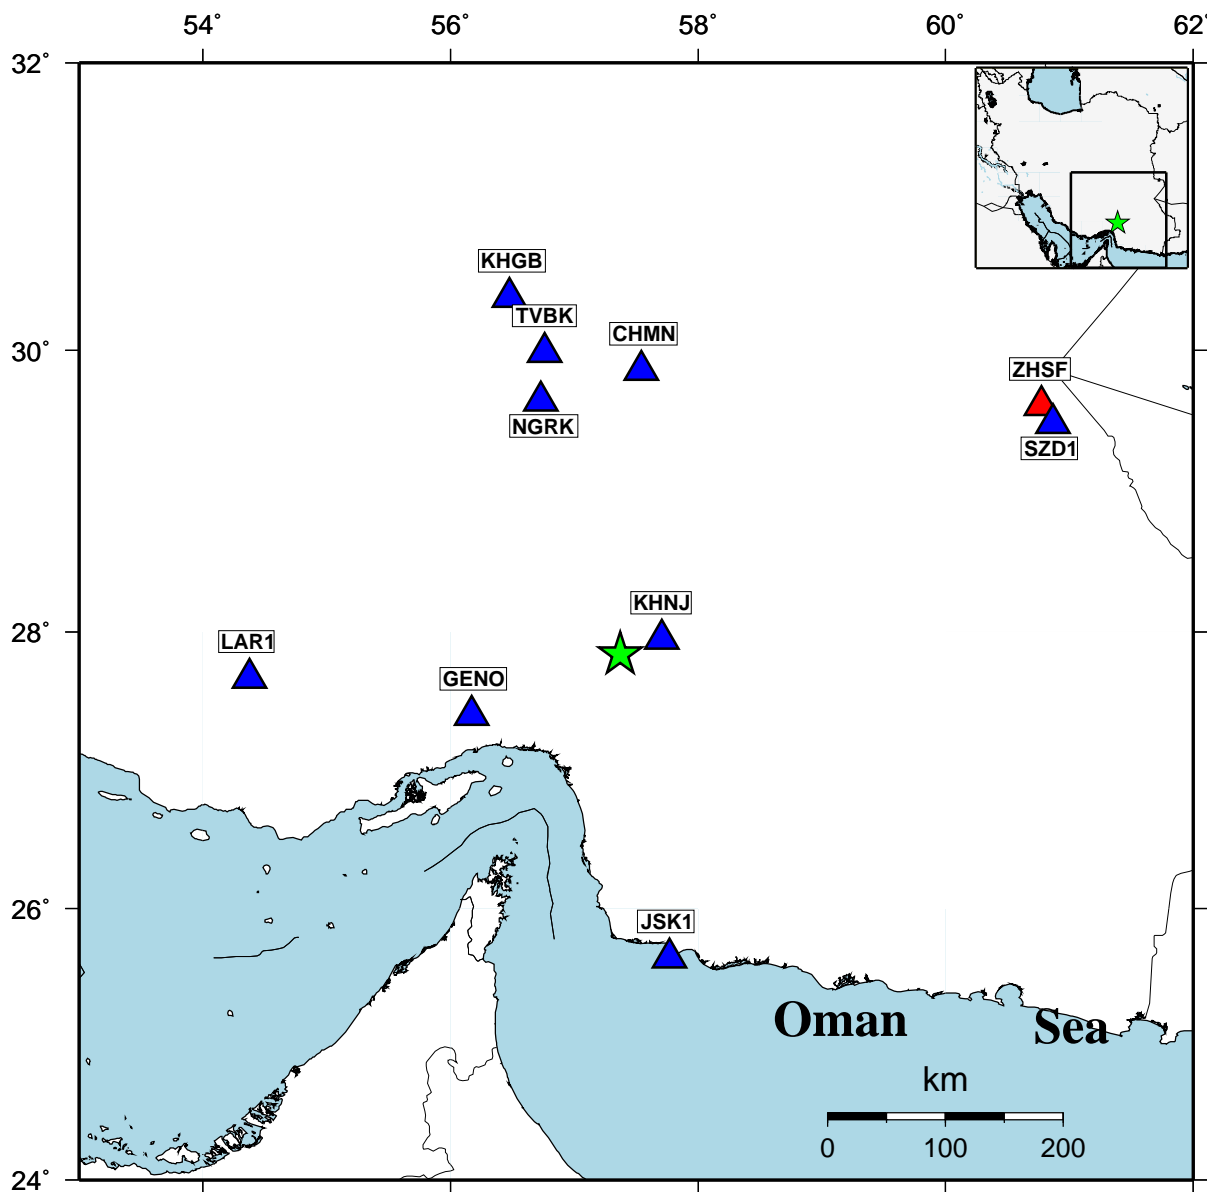 54° 56° 58° 60° 62°
32°
KHGB
TVBK
CHMN
30°
ZHSF
NGRK
SZD1
KHNJ
28°
LAR1
GENO
26°
JSK1
Oman Sea
km
0 100 200
24°